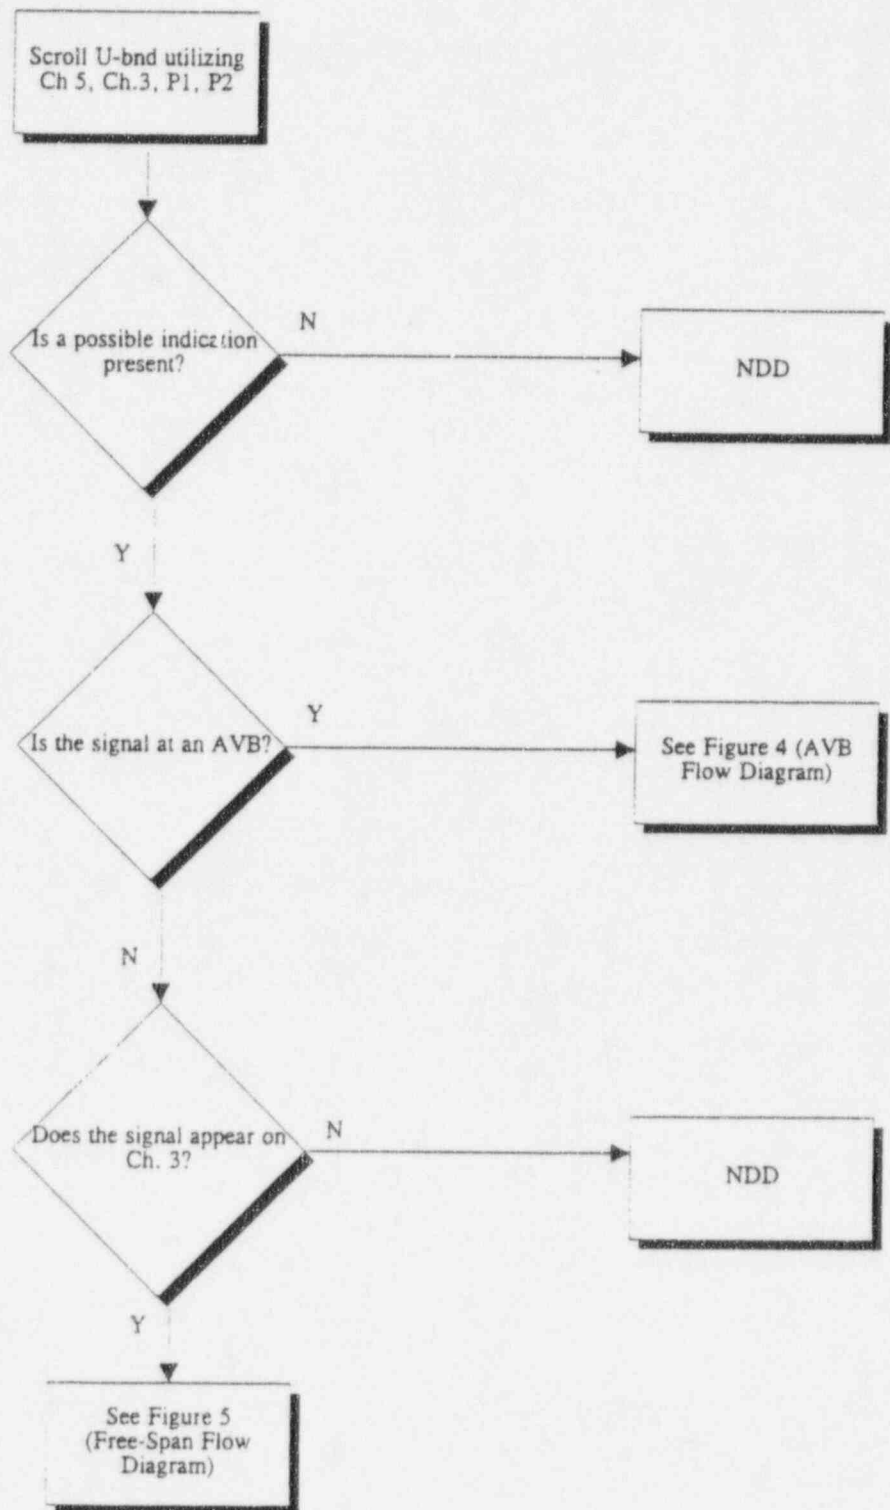 Scroll U-bnd utilizing
Ch 5, Ch.3, P1, P2
Is a possible indication
present?
N
NDD
Y
Is the signal at an AVB?
Y
See Figure 4 (AVB
Flow Diagram)
N
Does the signal appear on
Ch. 3?
N
NDD
Y
See Figure 5
(Free-Span Flow
Diagram)